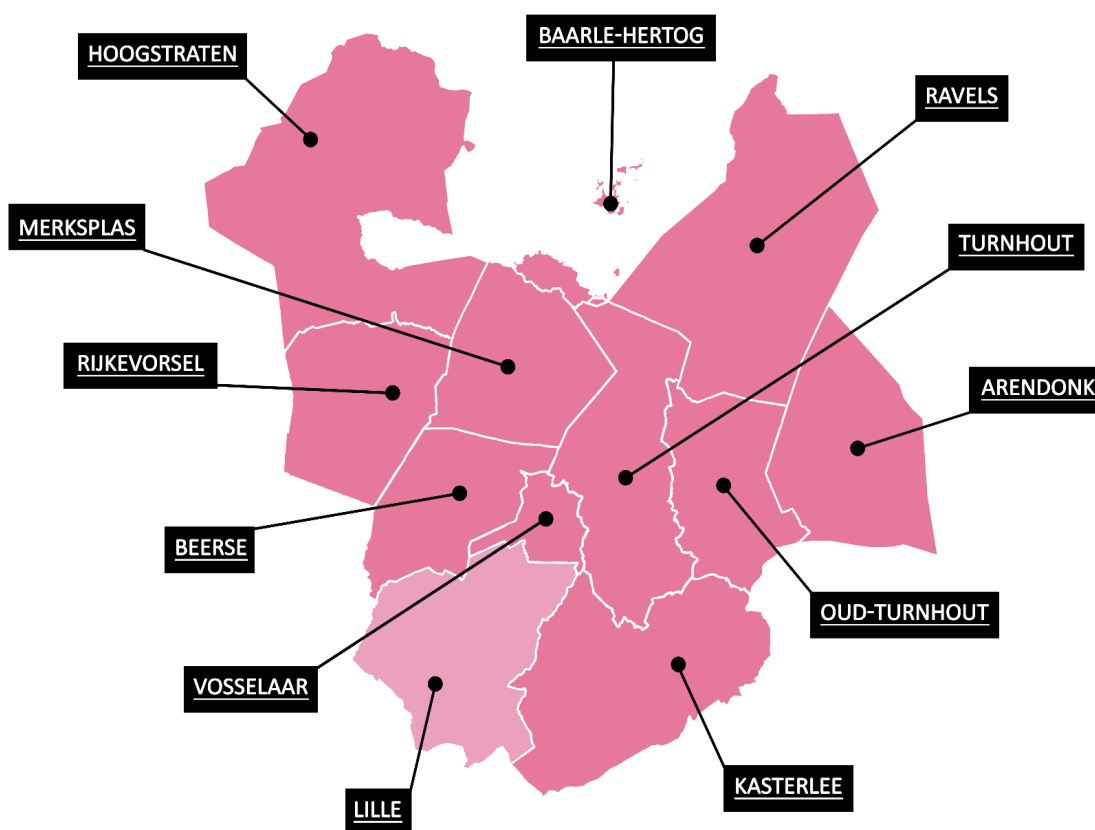 BAARLE-HERTOG
HOOGSTRATEN
RAVELS
MERKSPLAS
TURNHOUT
RIJKEVORSEL
ARENDONK
BEERSE
OUD-TURNHOUT
VOSSELAAR
KASTERLEE
LILLE